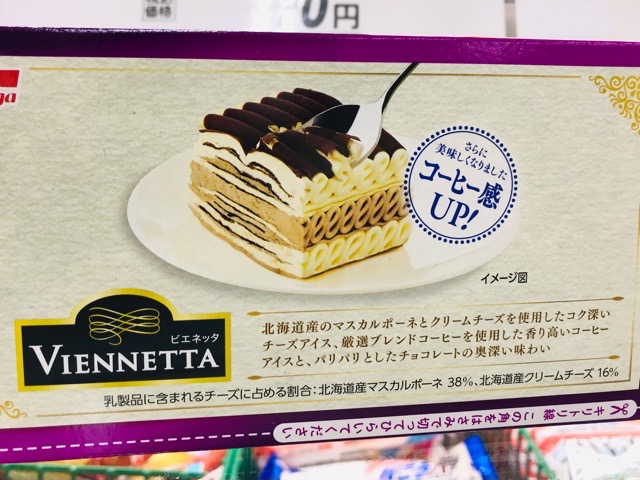 価格
0円
ga
さらに
美味しくなりました
コーヒー感
UP!
イメージ図
ビエネッタ
VIENNETTA
北海道産のマスカルポーネとクリームチーズを使用したコク深い
チーズアイス、厳選ブレンドコーヒーを使用した香り高いコーヒー
アイスと、パリパリとしたチョコレートの奥深い味わい
乳製品に含まれるチーズに占める割合:北海道産マスカルポーネ 38%、北海道産クリームチーズ 16%
キリトリ線 この角をはさみで切ってひらいてください